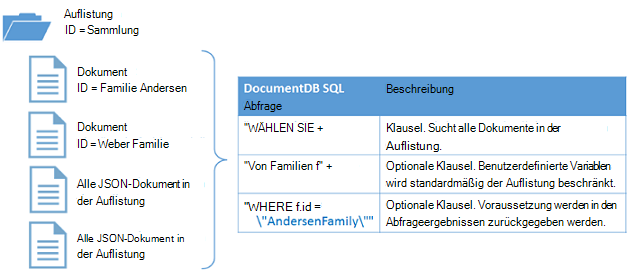 Auflistung
ID = Sammlung
Dokument
ID = Familie Andersen
Dokument
ID = Weber Familie
Alle JSON-Dokument in
der Auflistung
Alle JSON-Dokument in
der Auflistung
DocumentDB SQL
Abfrage
Beschreibung
"WÄHLEN SIE +
Klausel. Sucht alle Dokumente in der
Auflistung.
"Von Familien f" +
Optionale Klausel. Benutzerdefinierte Variablen
wird standardmäßig der Auflistung beschränkt.
"WHERE f.id =
\"AndersenFamily\""
Optionale Klausel. Voraussetzung werden in den
Abfrageergebnissen zurückgegeben werden.